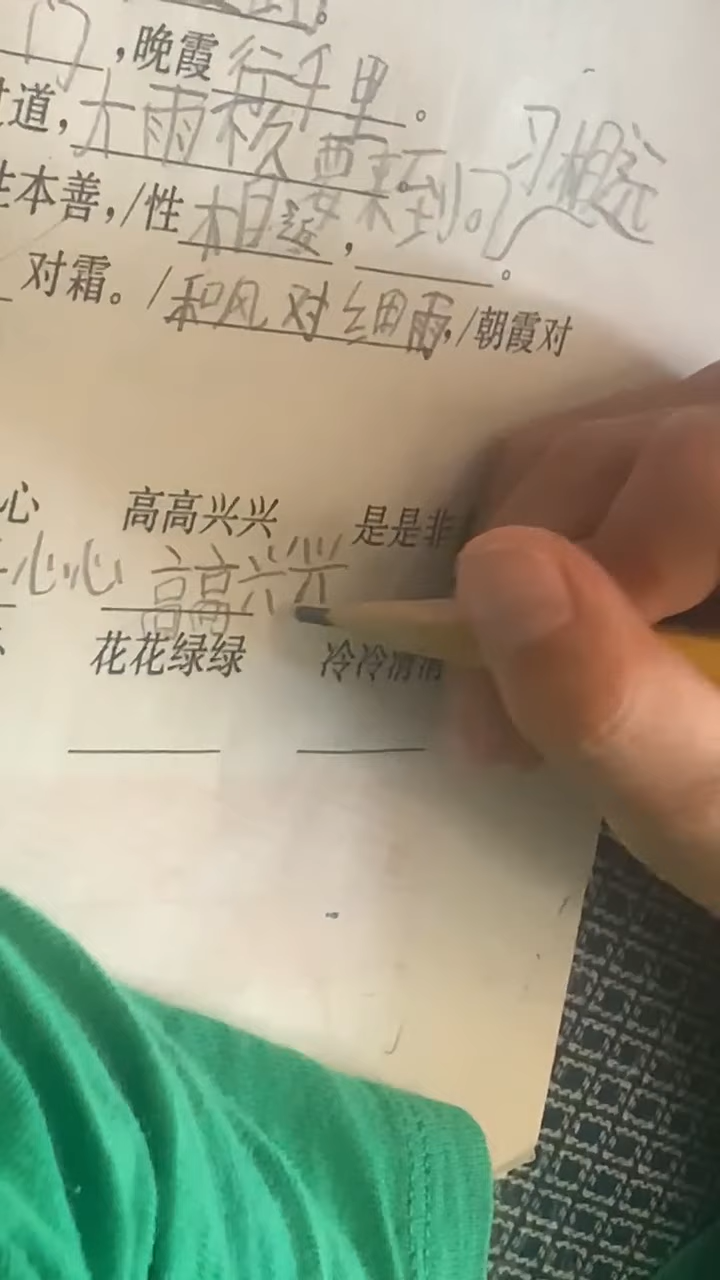 门,晚霞行千里。
道,大雨不久要来到。习相远
本善,/性相近,
对霜。/和风对细雨,/朝霞对
心 高高兴兴 是是非
心心 高高兴兴
花花绿绿 冷冷清清